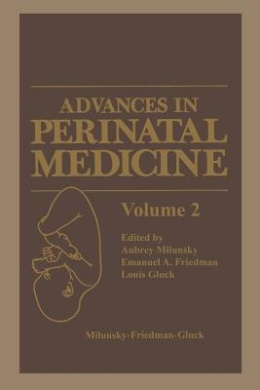 ADVANCES IN
PERINATAL
MEDICINE
Volume 2
Edited by
Aubrey Milunsky
Emanuel A. Friedman
Louis Gluck
Milunsky-Friedman-Gluck